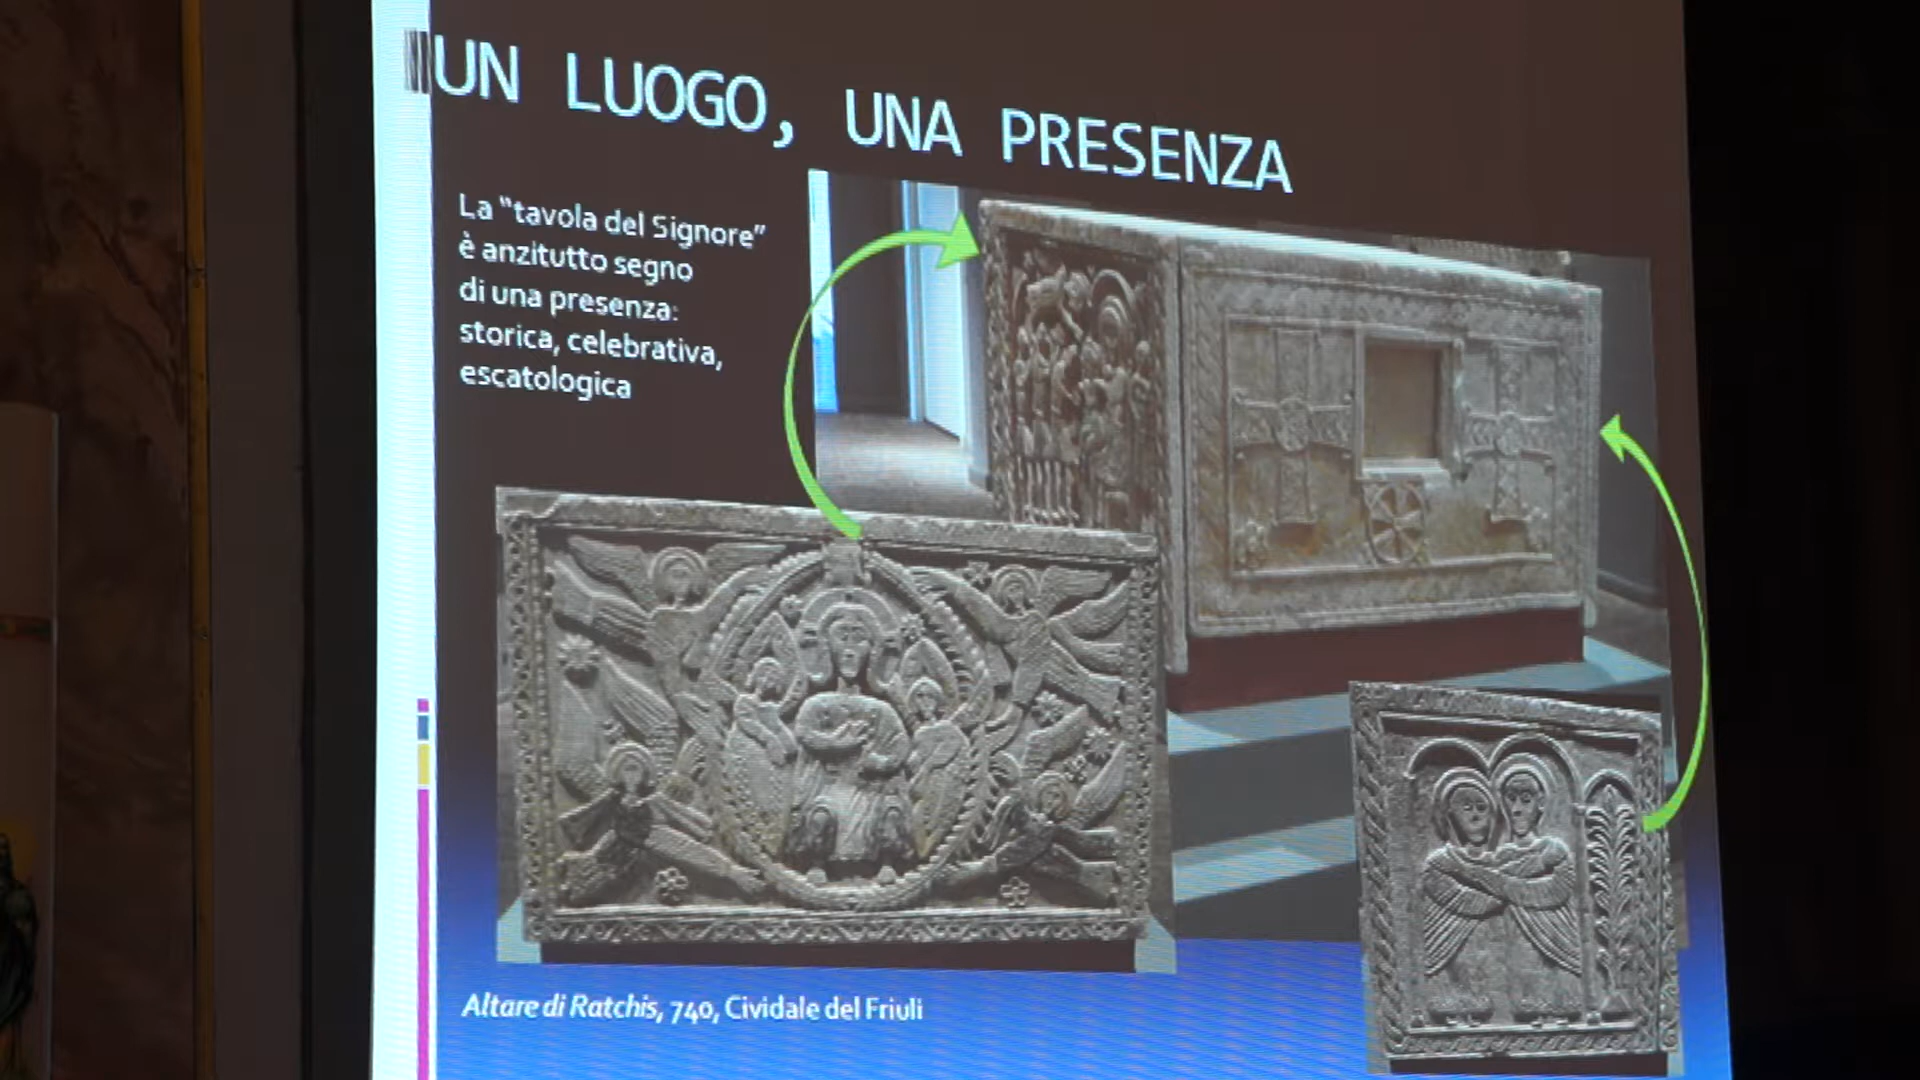 UN LUOGO, UNA PRESENZA
La "tavola del Signore"
è anzitutto segno
di una presenza:
storica, celebrativa,
escatologica
Altare di Ratchis, 740, Cividale del Friuli